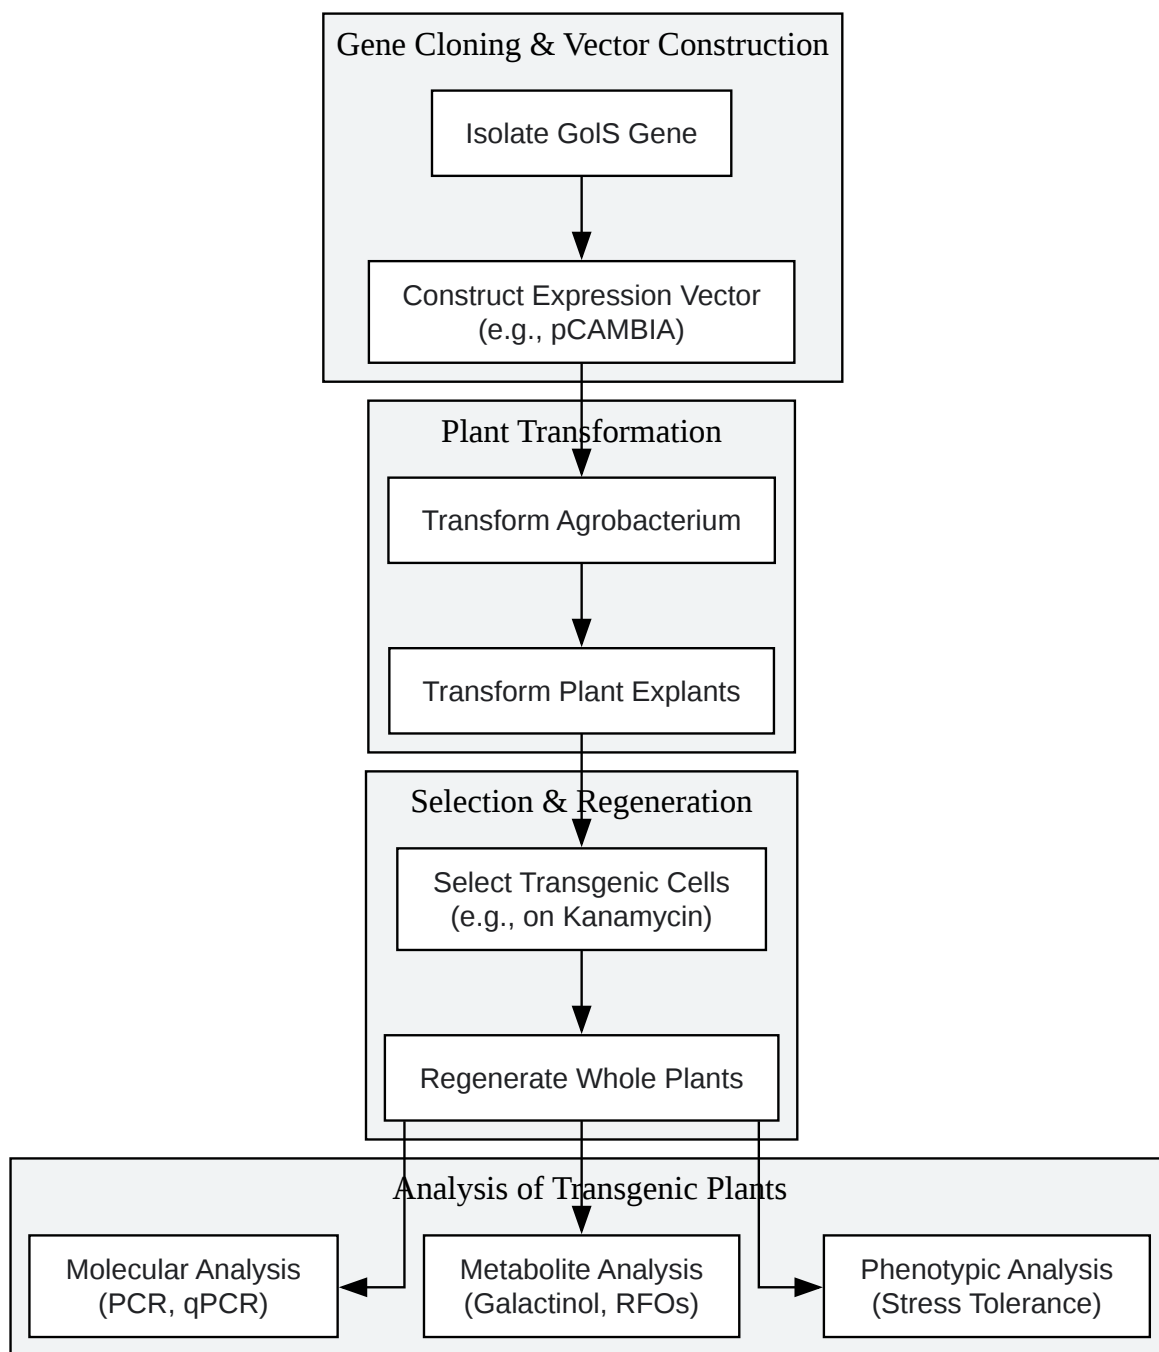 Gene Cloning & Vector Construction
Isolate GolS Gene
Construct Expression Vector
(e.g., pCAMBIA)
Plant Transformation
Transform Agrobacterium
Transform Plant Explants
Selection & Regeneration
Select Transgenic Cells
(e.g., on Kanamycin)
Regenerate Whole Plants
Analysis of Transgenic Plants
Molecular Analysis
(PCR, qPCR)
Metabolite Analysis
(Galactinol, RFOs)
Phenotypic Analysis
(Stress Tolerance)